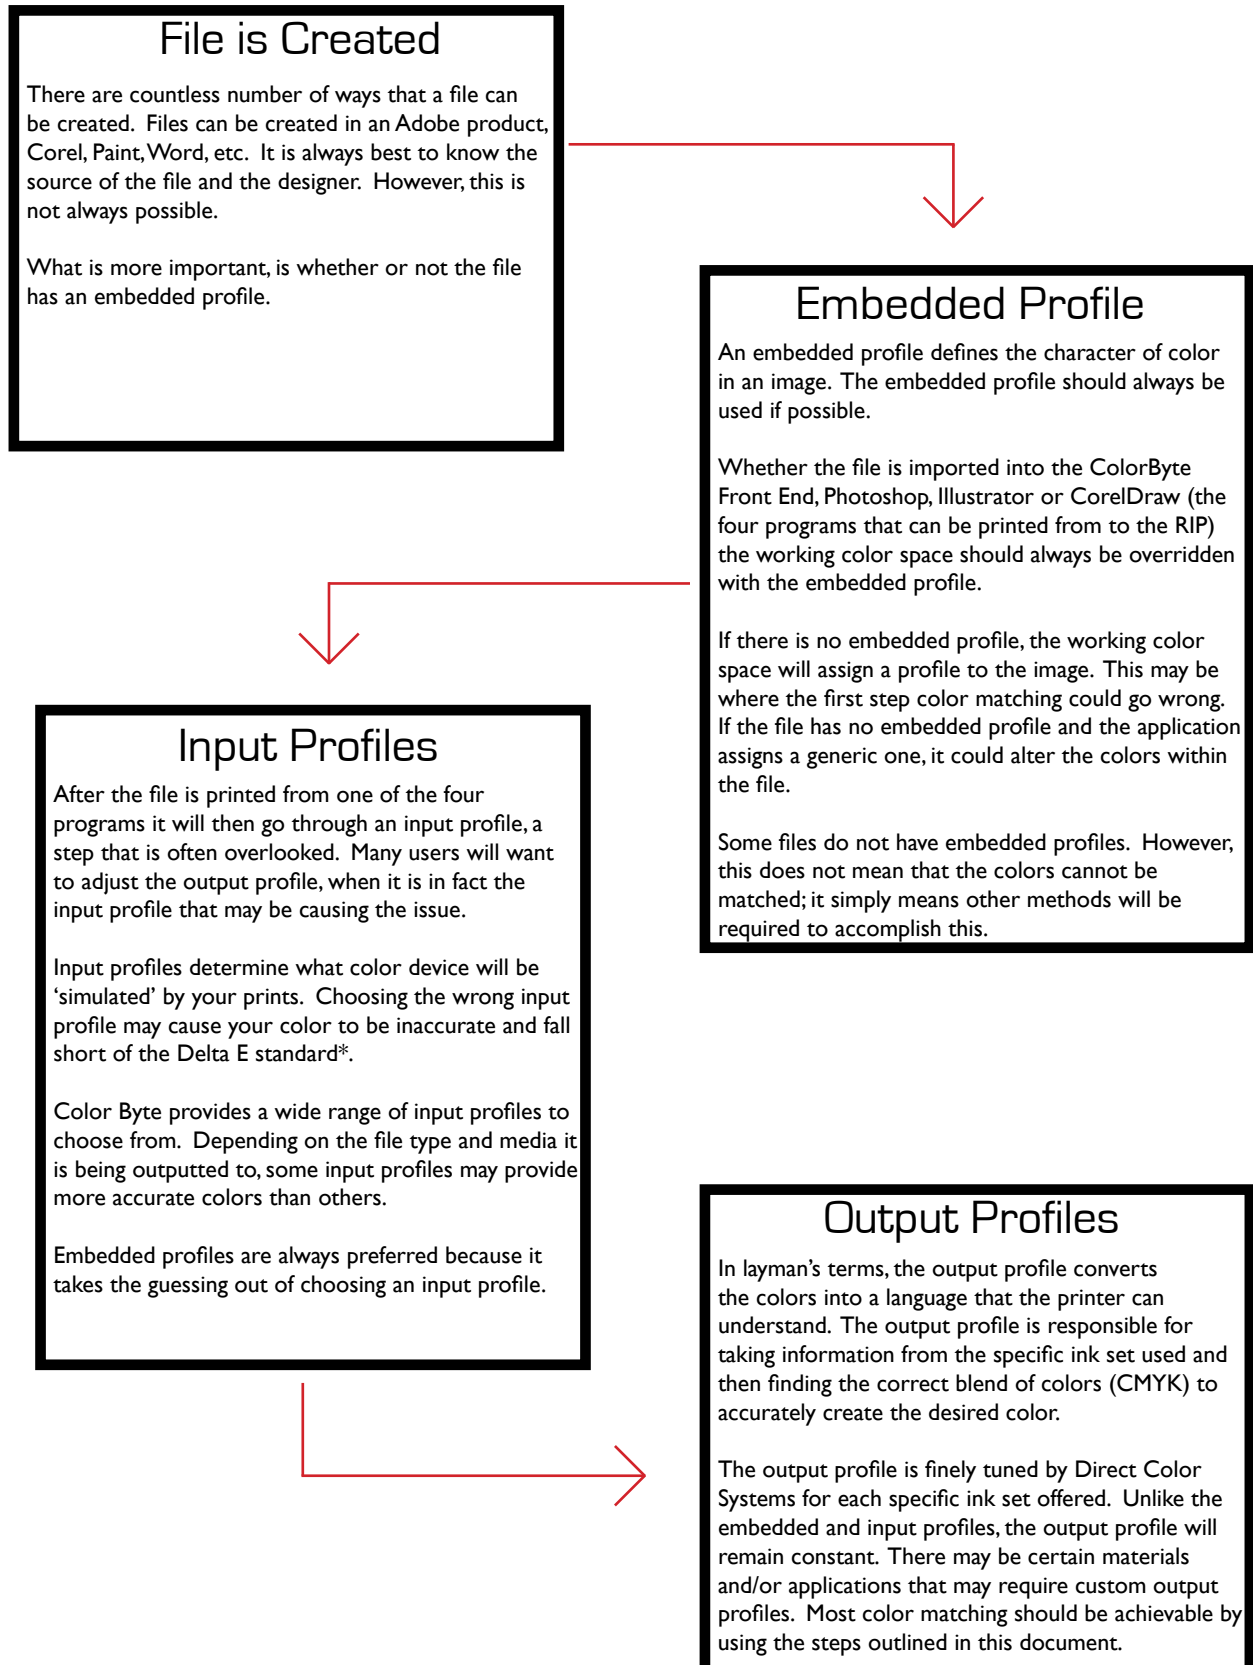 File is Created
There are countless number of ways that a file can
be created.  Files can be created in an Adobe product,
Corel, Paint, Word, etc.  It is always best to know the
source of the file and the designer.  However, this is
not always possible.
What is more important, is whether or not the file
has an embedded profile.
Embedded Profile
An embedded profile defines the character of color
in an image.  The embedded profile should always be
used if possible.
Whether the file is imported into the ColorByte
Front End, Photoshop, Illustrator or CorelDraw (the
four programs that can be printed from to the RIP)
the working color space should always be overridden
with the embedded profile.
If there is no embedded profile, the working color
space will assign a profile to the image.  This may be
where the first step color matching could go wrong.
If the file has no embedded profile and the application
assigns a generic one, it could alter the colors within
the file.
Some files do not have embedded profiles.  However,
this does not mean that the colors cannot be
matched; it simply means other methods will be
required to accomplish this.
Input Profiles
After the file is printed from one of the four
programs it will then go through an input profile, a
step that is often overlooked.  Many users will want
to adjust the output profile, when it is in fact the
input profile that may be causing the issue.
Input profiles determine what color device will be
‘simulated’ by your prints.  Choosing the wrong input
profile may cause your color to be inaccurate and fall
short of the Delta E standard*.
Color Byte provides a wide range of input profiles to
choose from.  Depending on the file type and media it
is being outputted to, some input profiles may provide
more accurate colors than others.
Embedded profiles are always preferred because it
takes the guessing out of choosing an input profile.
Output Profiles
In layman’s terms, the output profile converts
the colors into a language that the printer can
understand.  The output profile is responsible for
taking information from the specific ink set used and
then finding the correct blend of colors (CMYK) to
accurately create the desired color.
The output profile is finely tuned by Direct Color
Systems for each specific ink set offered.  Unlike the
embedded and input profiles, the output profile will
remain constant.  There may be certain materials
and/or applications that may require custom output
profiles.  Most color matching should be achievable by
using the steps outlined in this document.